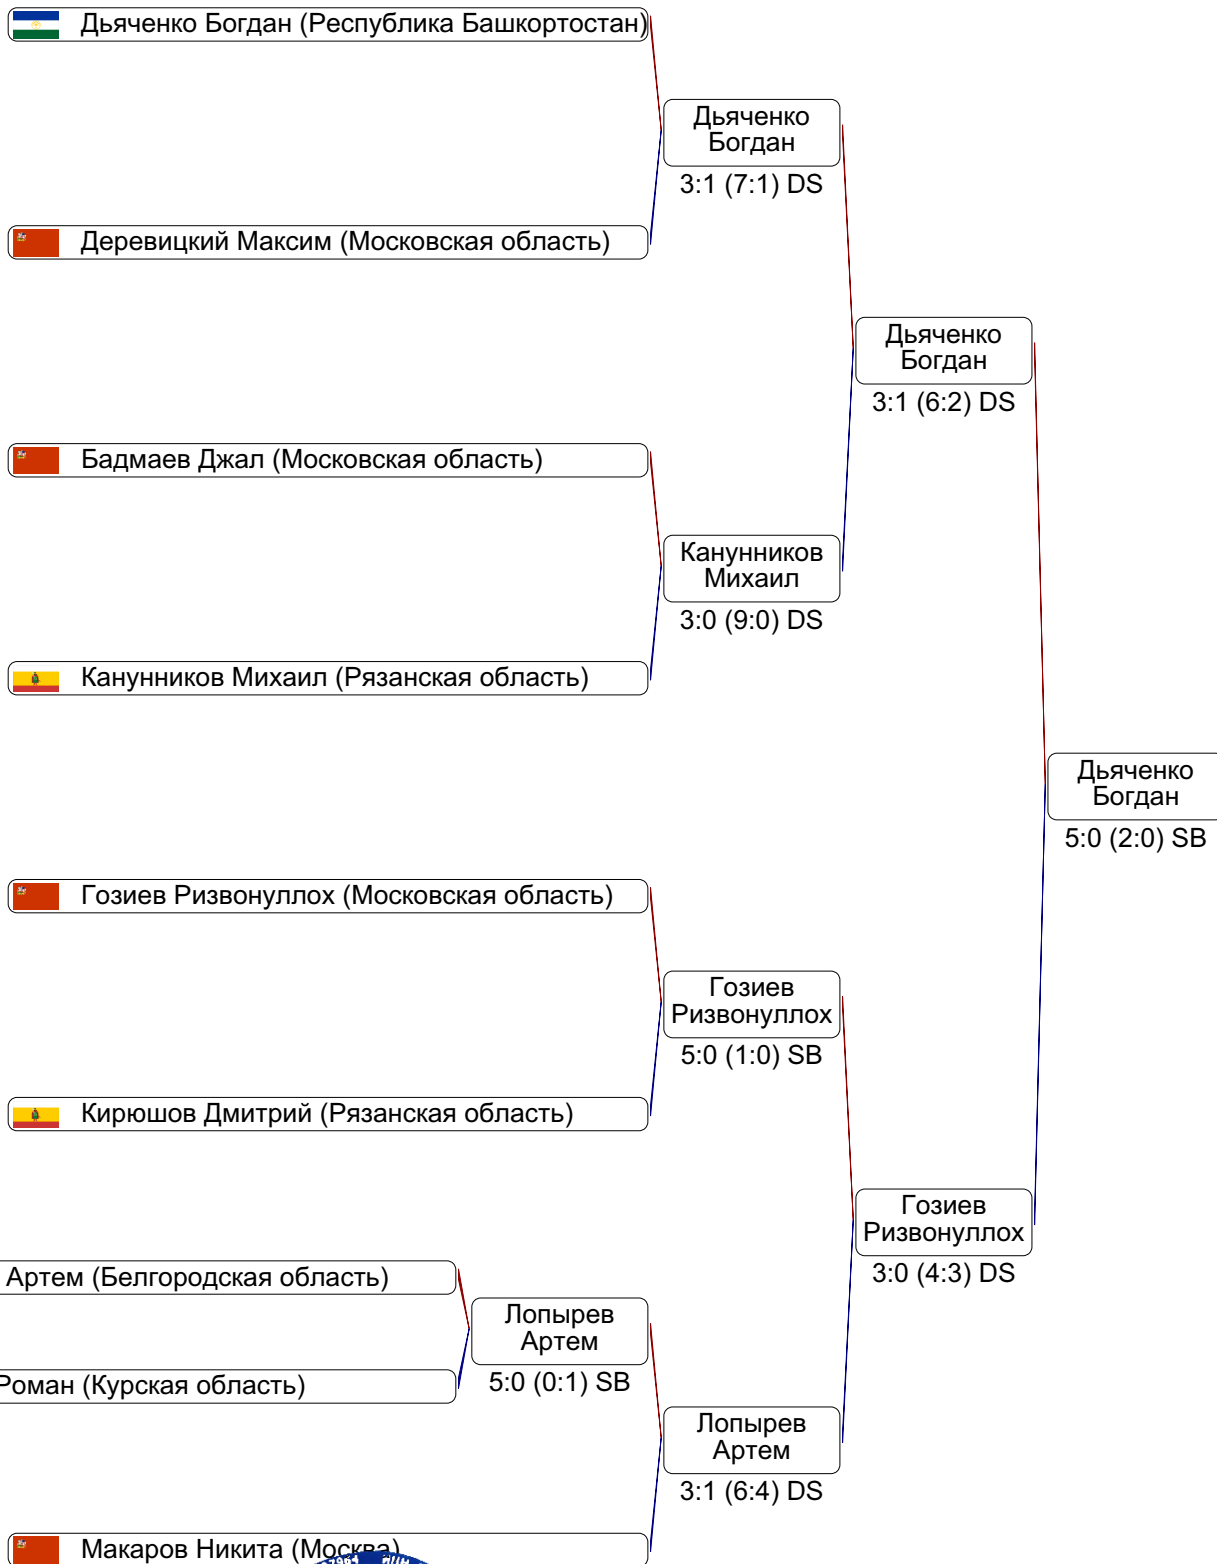 Дьяченко Богдан (Республика Башкортостан)
Дьяченко
Богдан
3:1 (7:1) DS
Деревицкий Максим (Московская область)
Дьяченко
Богдан
3:1 (6:2) DS
Бадмаев Джал (Московская область)
Канунников
Михаил
3:0 (9:0) DS
Канунников Михаил (Рязанская область)
Дьяченко
Богдан
5:0 (2:0) SB
Гозиев Ризвонуллох (Московская область)
Гозиев
Ризвонуллох
5:0 (1:0) SB
Кирюшов Дмитрий (Рязанская область)
Гозиев
Ризвонуллох
3:0 (4:3) DS
Артем (Белгородская область)
Лопырев
Артем
5:0 (0:1) SB
Роман (Курская область)
Лопырев
Артем
3:1 (6:4) DS
Макаров Никита (Москва)